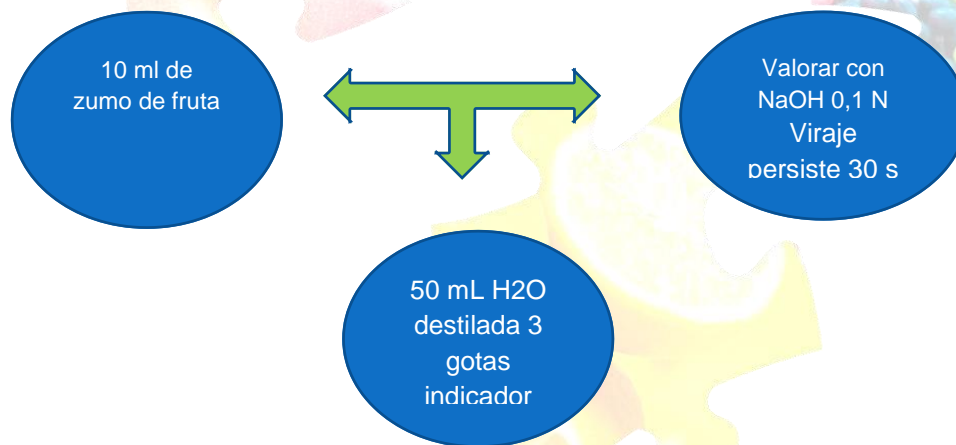 10 ml de
zumo de fruta
Valorar con
NaOH 0,1 N
Viraje
persiste 30 s
50 mL H2O
destilada 3
gotas
indicador